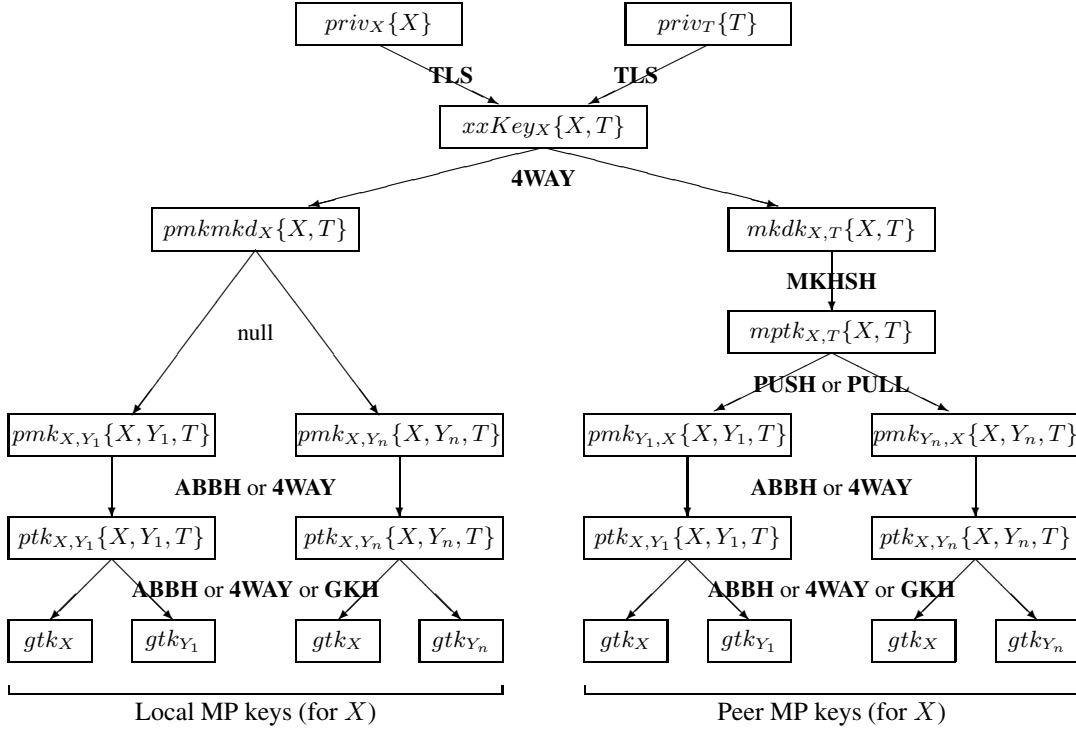 priv_X{X} priv_T{T}
TLS TLS
xxKey_X{X, T}
4WAY
pmkmkd_X{X, T} mkdk_{X,T}{X, T}
MKHSH
null mptk_{X,T}{X, T}
PUSH or PULL
pmk_{X,Y_1}{X, Y_1, T} pmk_{X,Y_n}{X, Y_n, T} pmk_{Y_1,X}{X, Y_1, T} pmk_{Y_n,X}{X, Y_n, T}
ABBH or 4WAY ABBH or 4WAY
ptk_{X,Y_1}{X, Y_1, T} ptk_{X,Y_n}{X, Y_n, T} ptk_{X,Y_1}{X, Y_1, T} ptk_{X,Y_n}{X, Y_n, T}
ABBH or 4WAY or GKH ABBH or 4WAY or GKH
gtk_X gtk_{Y_1} gtk_X gtk_{Y_n} gtk_X gtk_{Y_1} gtk_X gtk_{Y_n}
Local MP keys (for X) Peer MP keys (for X)